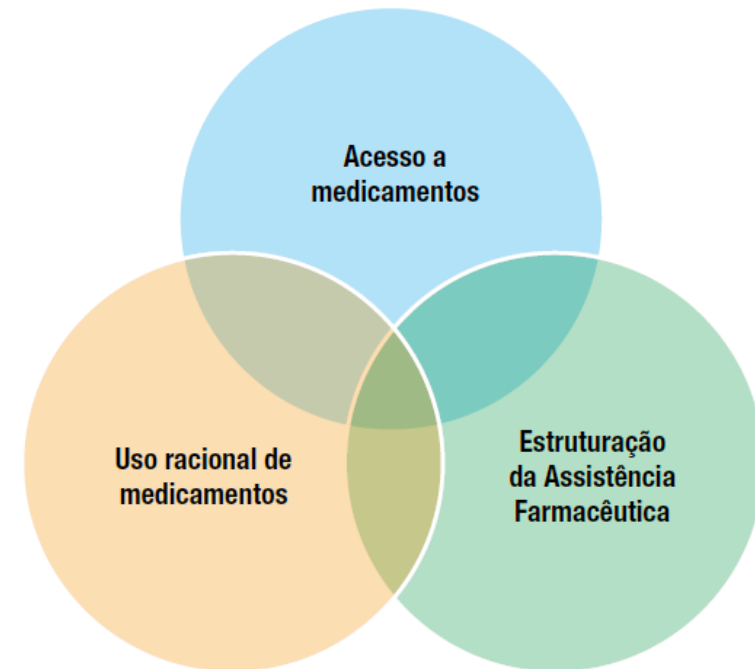 Acesso a
medicamentos
Uso racional de
medicamentos
Estruturação
da Assistência
Farmacêutica